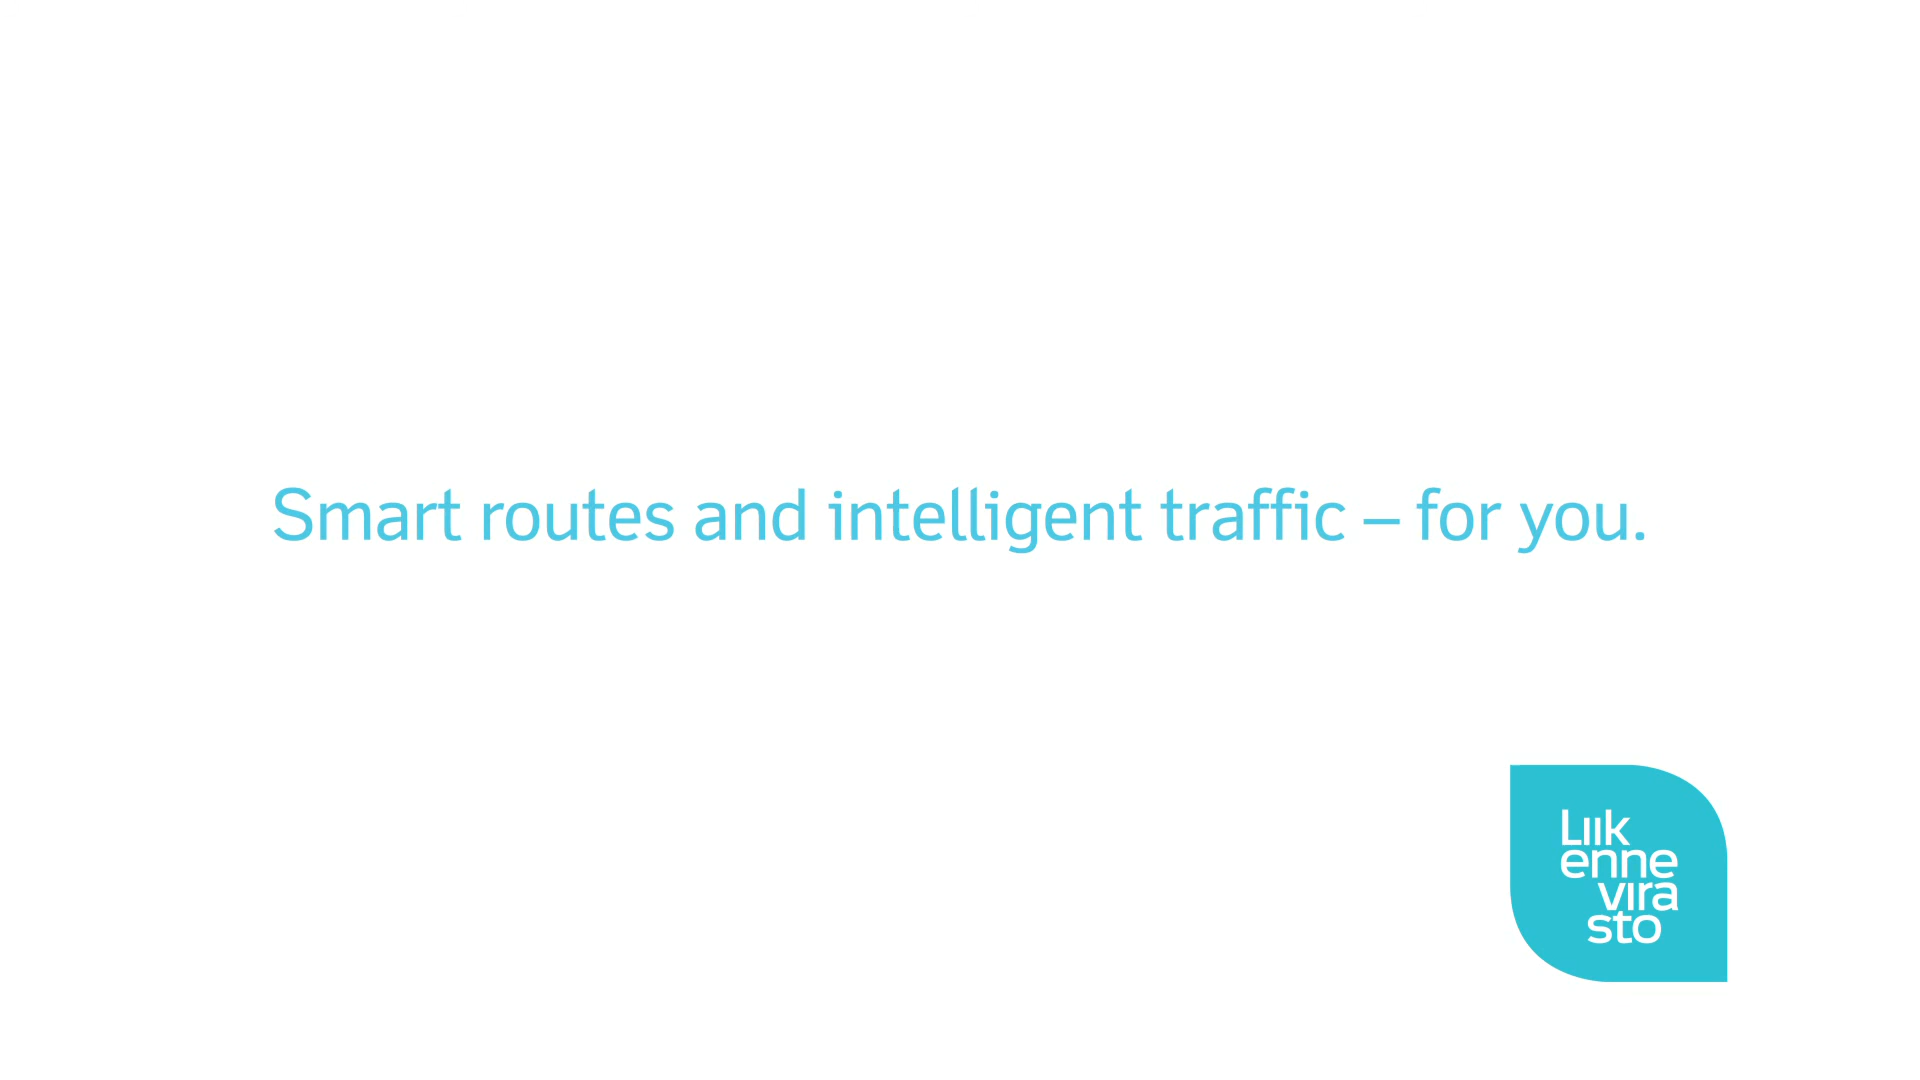 Smart routes and intelligent traffic – for you.
Liik
enne
vira
sto